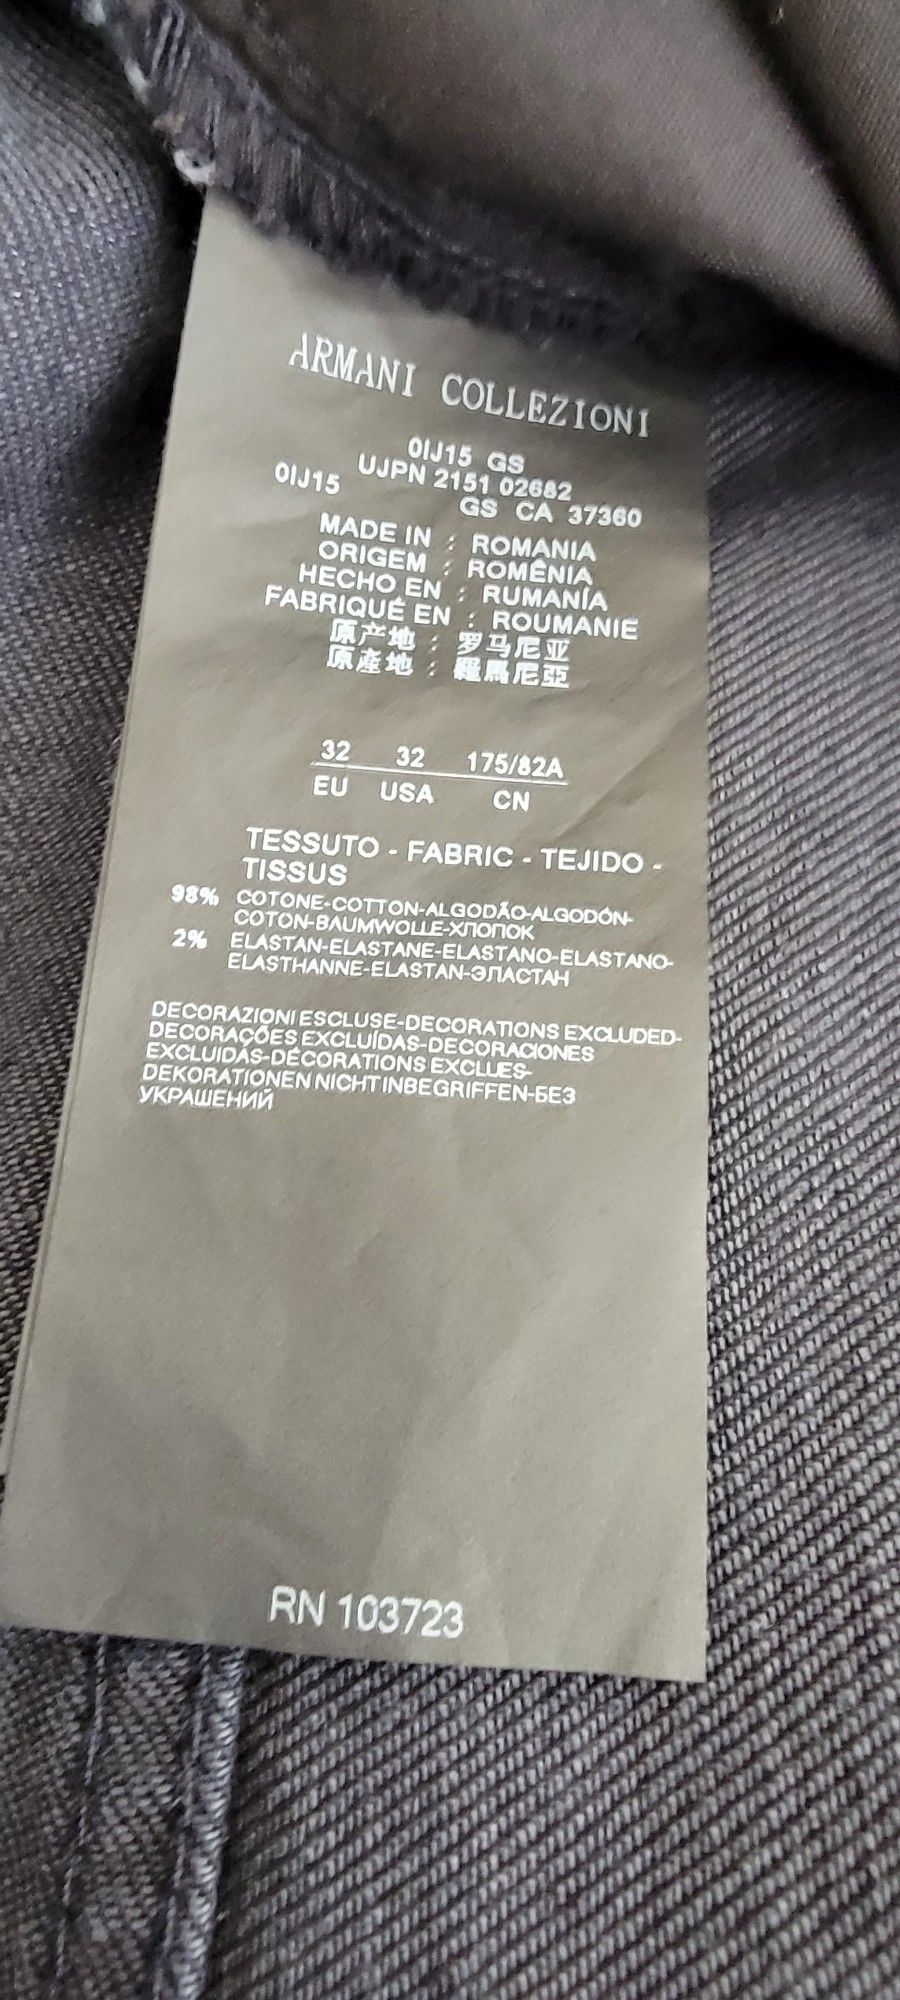 ARMANI COLLEZIONI
0IJ15 GS
UJPN 2151 02682
0IJ15 GS CA 37360
MADE IN : ROMANIA
ORIGEM : ROMÊNIA
HECHO EN : RUMANÍA
FABRIQUÉ EN : ROUMANIE
原产地 : 罗马尼亚
原產地 : 羅馬尼亞
32 32 175/82A
EU USA CN
TESSUTO - FABRIC - TEJIDO -
TISSUS
98% COTONE-COTTON-ALGODÃO-ALGODÓN-
COTON-BAUMWOLLE-ХЛОПОК
2% ELASTAN-ELASTANE-ELASTANO-ELASTANO-
ELASTHANNE-ELASTAN-ЭЛАСТАН
DECORAZIONI ESCLUSE-DECORATIONS EXCLUDED-
DECORAÇÕES EXCLUÍDAS-DECORACIONES
EXCLUIDAS-DÉCORATIONS EXCLUES-
DEKORATIONEN NICHT INBEGRIFFEN-БЕЗ
УКРАШЕНИЙ
RN 103723